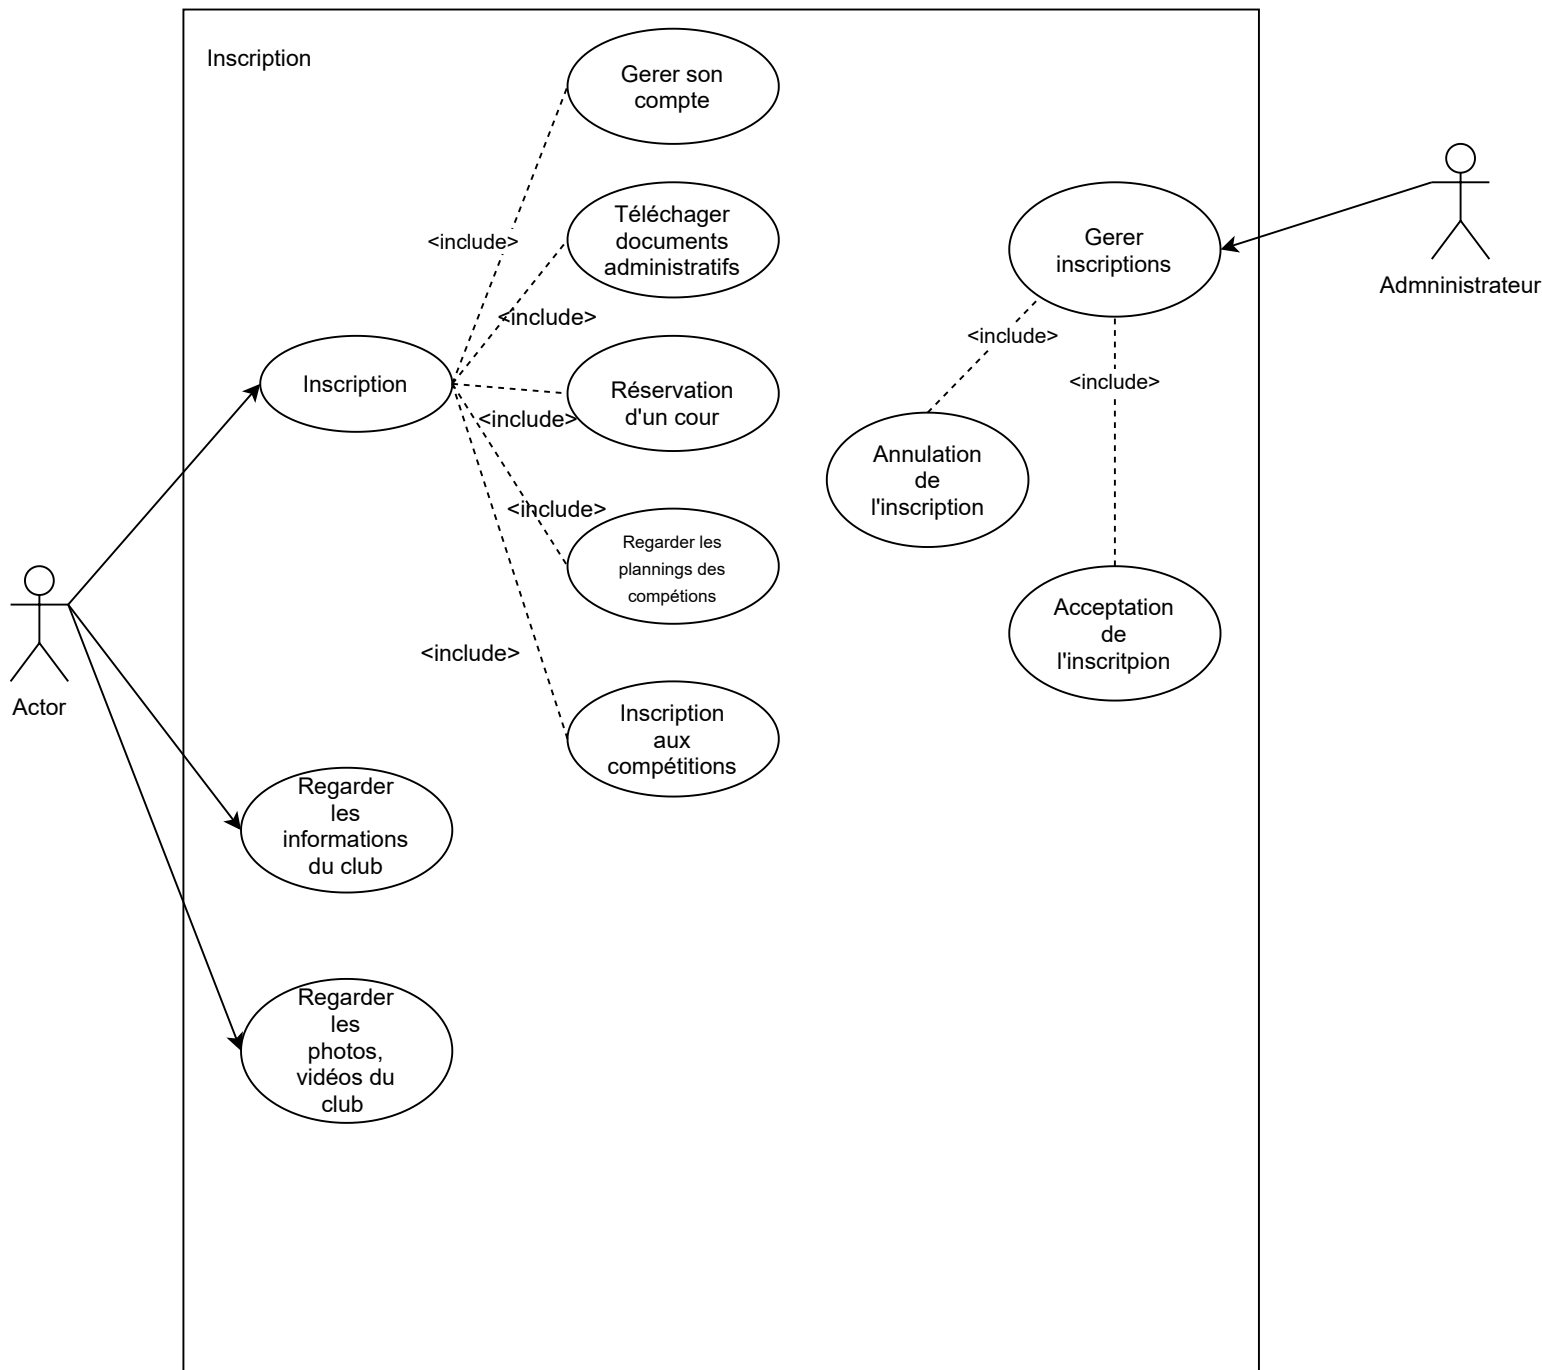 Inscription
Gerer son
compte
Téléchager
documents
administratifs
<include>
<include>
Inscription
Réservation
d'un cour
<include>
<include>
Regarder les
plannings des
compétions
<include>
Inscription
aux
compétitions
Gerer
inscriptions
Admninistrateur
<include>
<include>
Annulation
de
l'inscription
Acceptation
de
l'inscritpion
Actor
Regarder
les
informations
du club
Regarder
les
photos,
vidéos du
club